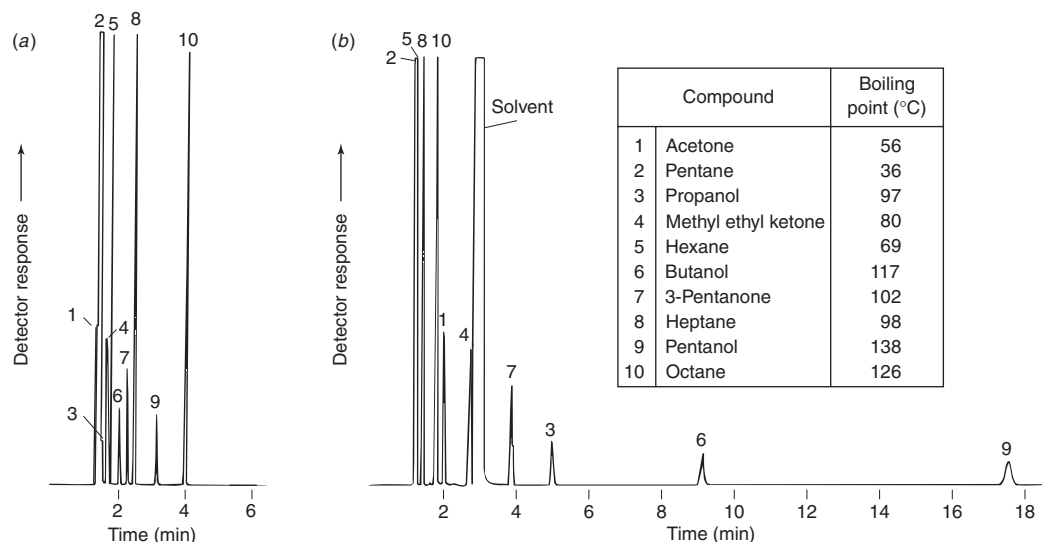 (a)
2 5 8
10
1
4
7
3
6
9
Detector response
2 4 6
Time (min)
(b)
5 8 10
2
Solvent
1
4
7
3
6
9
Detector response
2 4 6 8 10 12 14 16 18
Time (min)
Compound Boiling point (°C)
1 Acetone 56
2 Pentane 36
3 Propanol 97
4 Methyl ethyl ketone 80
5 Hexane 69
6 Butanol 117
7 3-Pentanone 102
8 Heptane 98
9 Pentanol 138
10 Octane 126